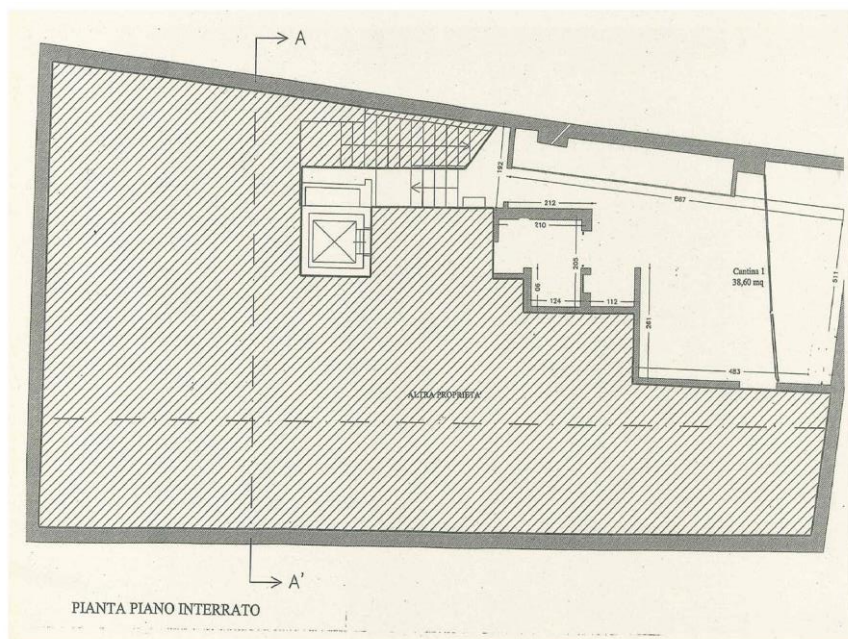 A
192
867
212
210
205
90
124
112
Cantina 1
38,60 mq
511
261
483
ALTRA PROPRIETA'
A'
PIANTA PIANO INTERRATO